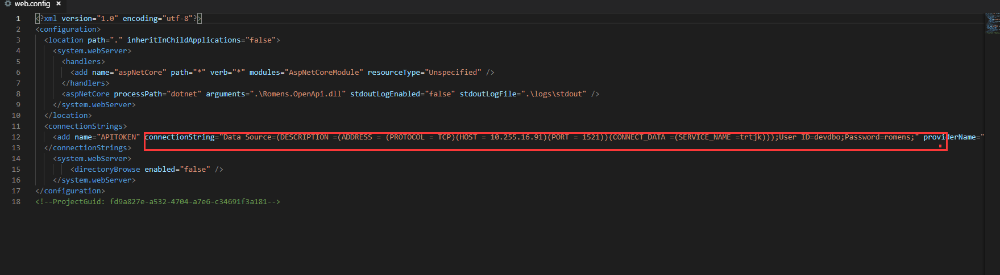 web.config ×
1 <?xml version="1.0" encoding="utf-8"?>
2 <configuration>
3 <location path="." inheritInChildApplications="false">
4 <system.webServer>
5 <handlers>
6 <add name="aspNetCore" path="*" verb="*" modules="AspNetCoreModule" resourceType="Unspecified" />
7 </handlers>
8 <aspNetCore processPath="dotnet" arguments=".\Romens.OpenApi.dll" stdoutLogEnabled="false" stdoutLogFile=".\logs\stdout" />
9 </system.webServer>
10 </location>
11 <connectionStrings>
12 <add name="APITOKEN" connectionString="Data Source=(DESCRIPTION =(ADDRESS = (PROTOCOL = TCP)(HOST = 10.255.16.91)(PORT = 1521))(CONNECT_DATA =(SERVICE_NAME =trtjk)));User ID=devdbo;Password=romens;" providerName="
13 </connectionStrings>
14 <system.webServer>
15 <directoryBrowse enabled="false" />
16 </system.webServer>
17 </configuration>
18 <!--ProjectGuid: fd9a827e-a532-4704-a7e6-c34691f3a181-->